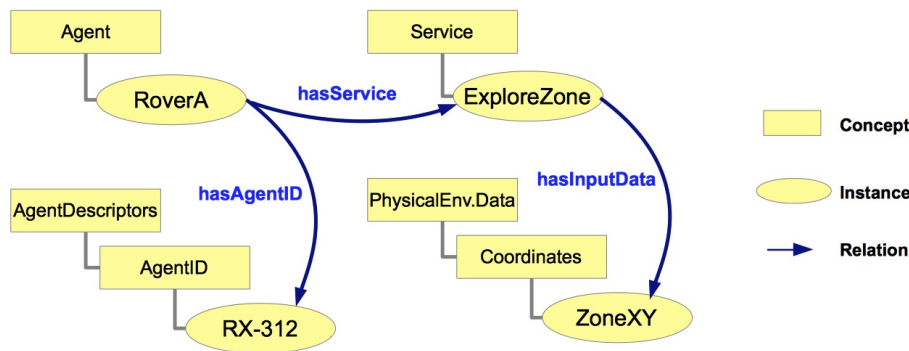 Agent
Service
RoverA
hasService
ExploreZone
Concept
hasAgentID
hasInputData
Instance
AgentDescriptors
PhysicalEnv.Data
AgentID
Coordinates
Relation
RX-312
ZoneXY